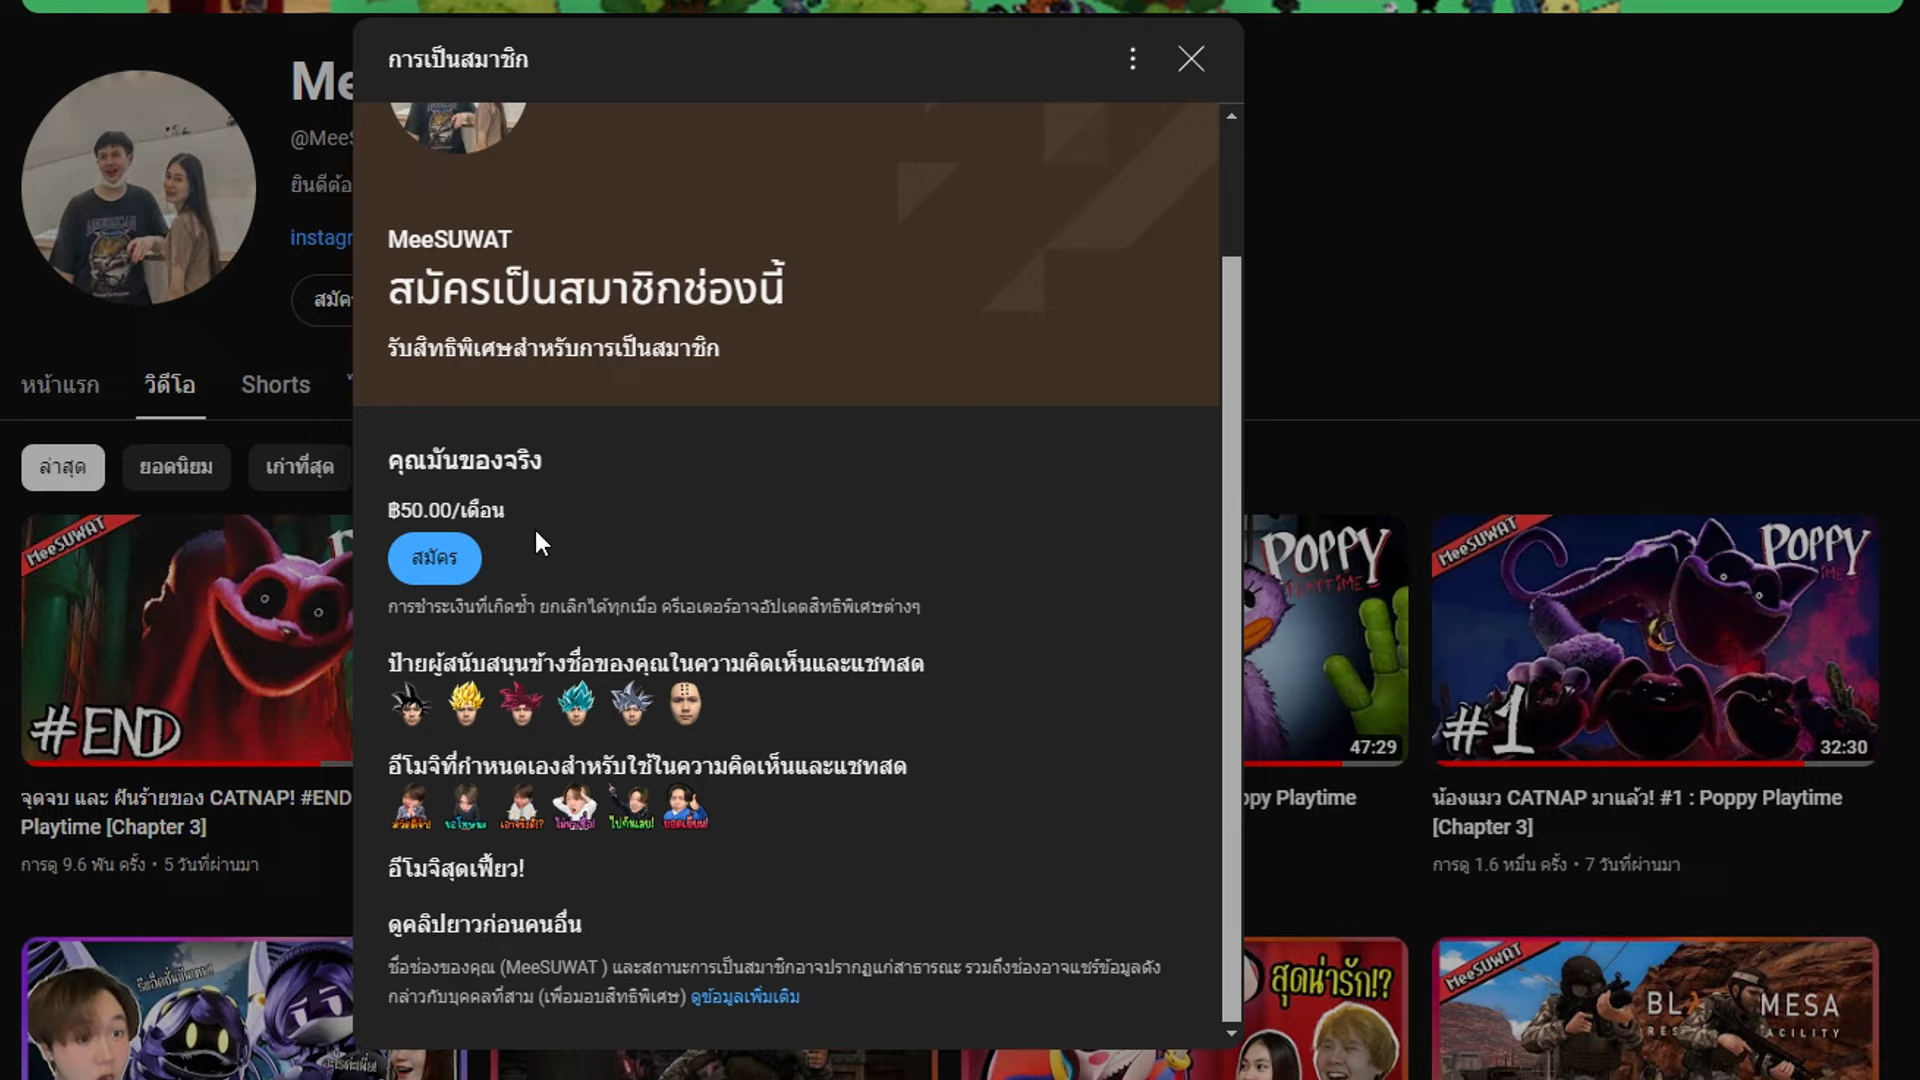 การเป็นสมาชิก
Me
@MeeS
ยินดีต้อ
instagr
สมัคร
MeeSUWAT
สมัครเป็นสมาชิกช่องนี้
รับสิทธิพิเศษสำหรับการเป็นสมาชิก
หน้าแรก
วิดีโอ
Shorts
ล่าสุด
ยอดนิยม
เก่าที่สุด
คุณมันของจริง
฿50.00/เดือน
สมัคร
การชำระเงินที่เกิดซ้ำ ยกเลิกได้ทุกเมื่อ ครีเอเตอร์อาจอัปเดตสิทธิพิเศษต่างๆ
ป้ายผู้สนับสนุนข้างชื่อของคุณในความคิดเห็นและแชทสด
อีโมจิที่กำหนดเองสำหรับใช้ในความคิดเห็นและแชทสด
ไปกันเลย!
อีโมจิสุดเฟี้ยว!
ดูคลิปยาวก่อนคนอื่น
ชื่อช่องของคุณ (MeeSUWAT ) และสถานะการเป็นสมาชิกอาจปรากฏแก่สาธารณะ รวมถึงช่องอาจแชร์ข้อมูลดัง
กล่าวกับบุคคลที่สาม (เพื่อมอบสิทธิพิเศษ) ดูข้อมูลเพิ่มเติม
MeeSUWAT
#END
จุดจบ และ ฝันร้ายของ CATNAP! #END
Playtime [Chapter 3]
การดู 9.6 พัน ครั้ง • 5 วันที่ผ่านมา
POPPY
PLAYTIME
47:29
ppy Playtime
MeeSUWAT
POPPY
#1
32:30
น้องแมว CATNAP มาแล้ว! #1 : Poppy Playtime
[Chapter 3]
การดู 1.6 หมื่น ครั้ง • 7 วันที่ผ่านมา
สุดน่ารัก!?
MeeSUWAT
BLA MESA
RES ACILITY